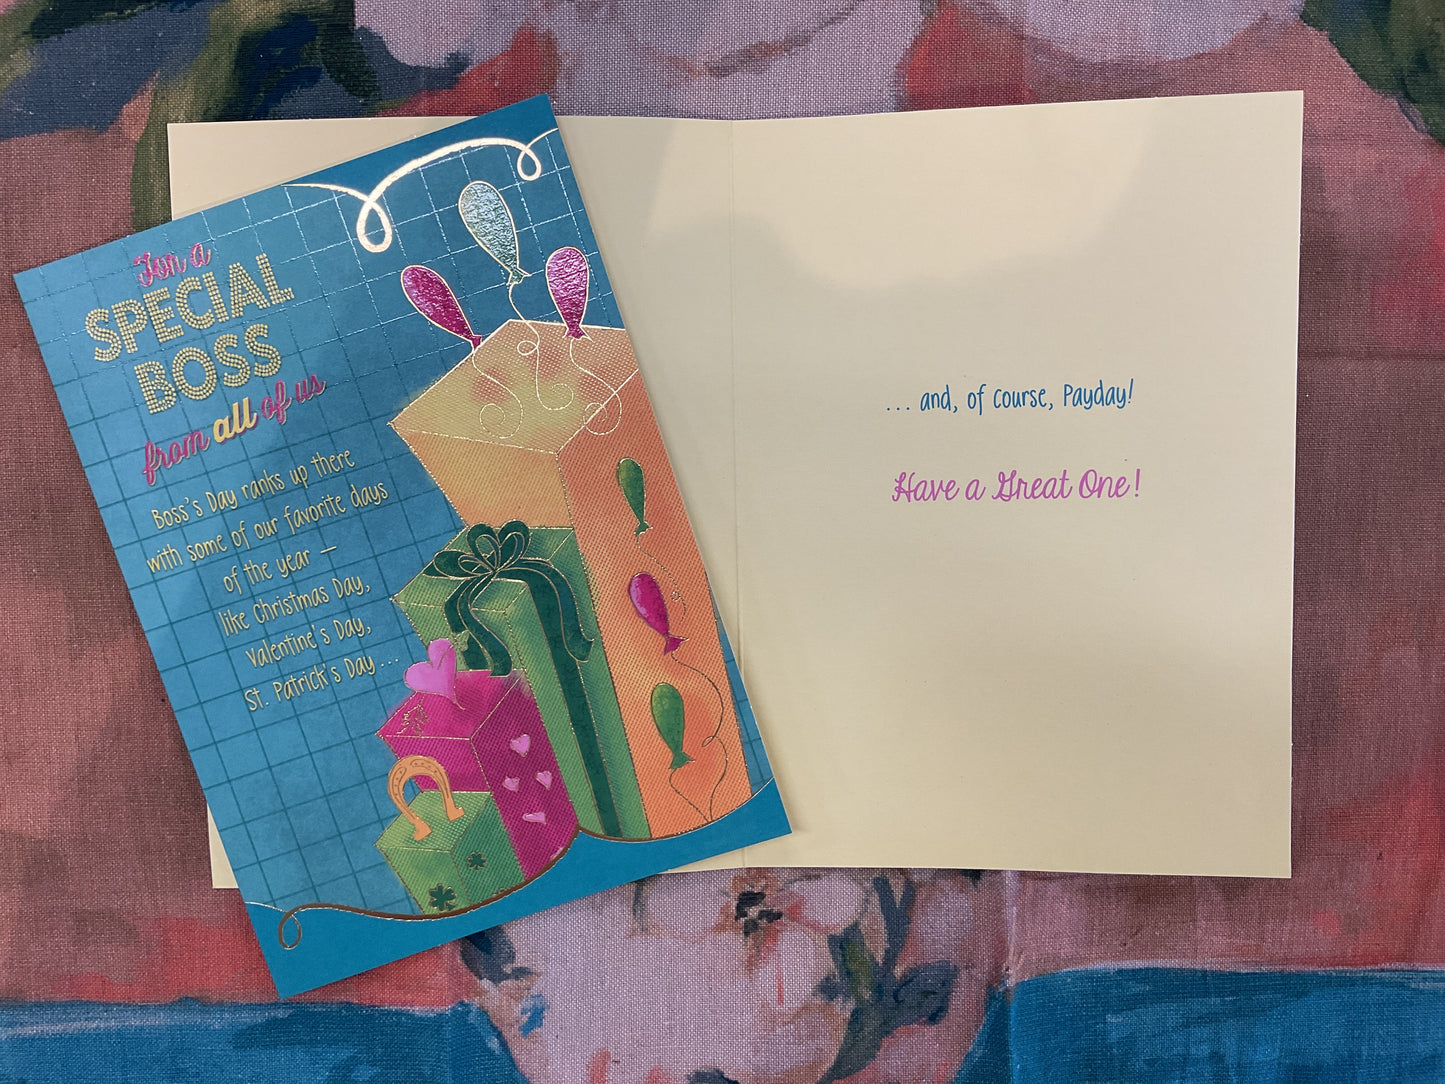 For a
SPECIAL
BOSS
from all of us
Boss's Day ranks up there
with some of our favorite days
of the year —
like Christmas Day,
Valentine's Day,
St. Patrick's Day ...
... and, of course, Payday!
Have a Great One!